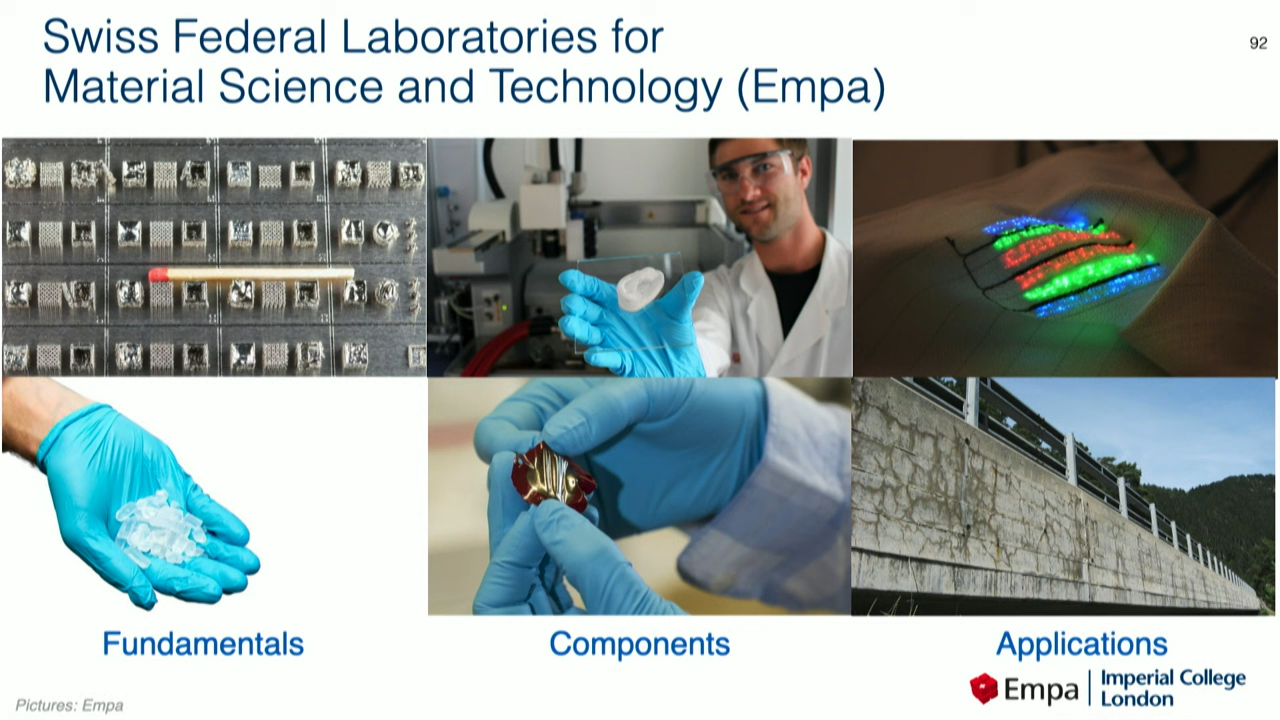 Swiss Federal Laboratories for
Material Science and Technology (Empa)
92
Fundamentals
Components
Applications
Empa
Imperial College
London
Pictures: Empa